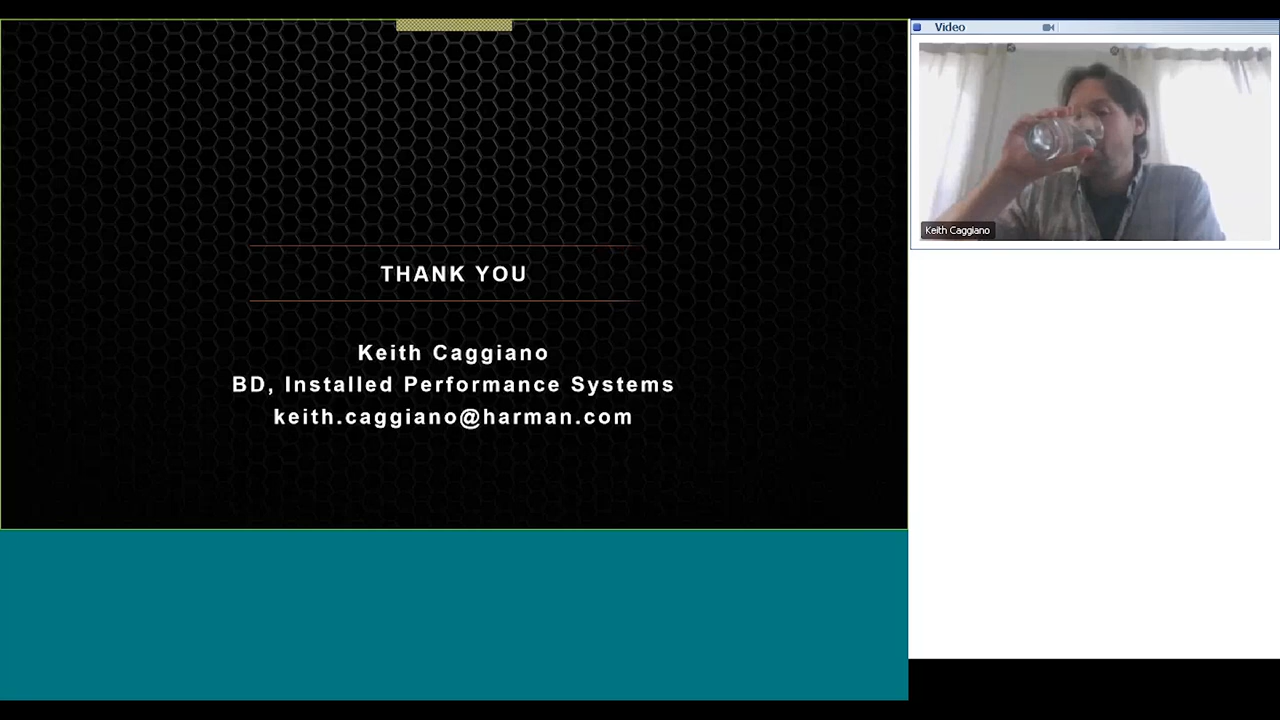 Video
Keith Caggiano
THANK YOU
Keith Caggiano
BD, Installed Performance Systems
keith.caggiano@harman.com